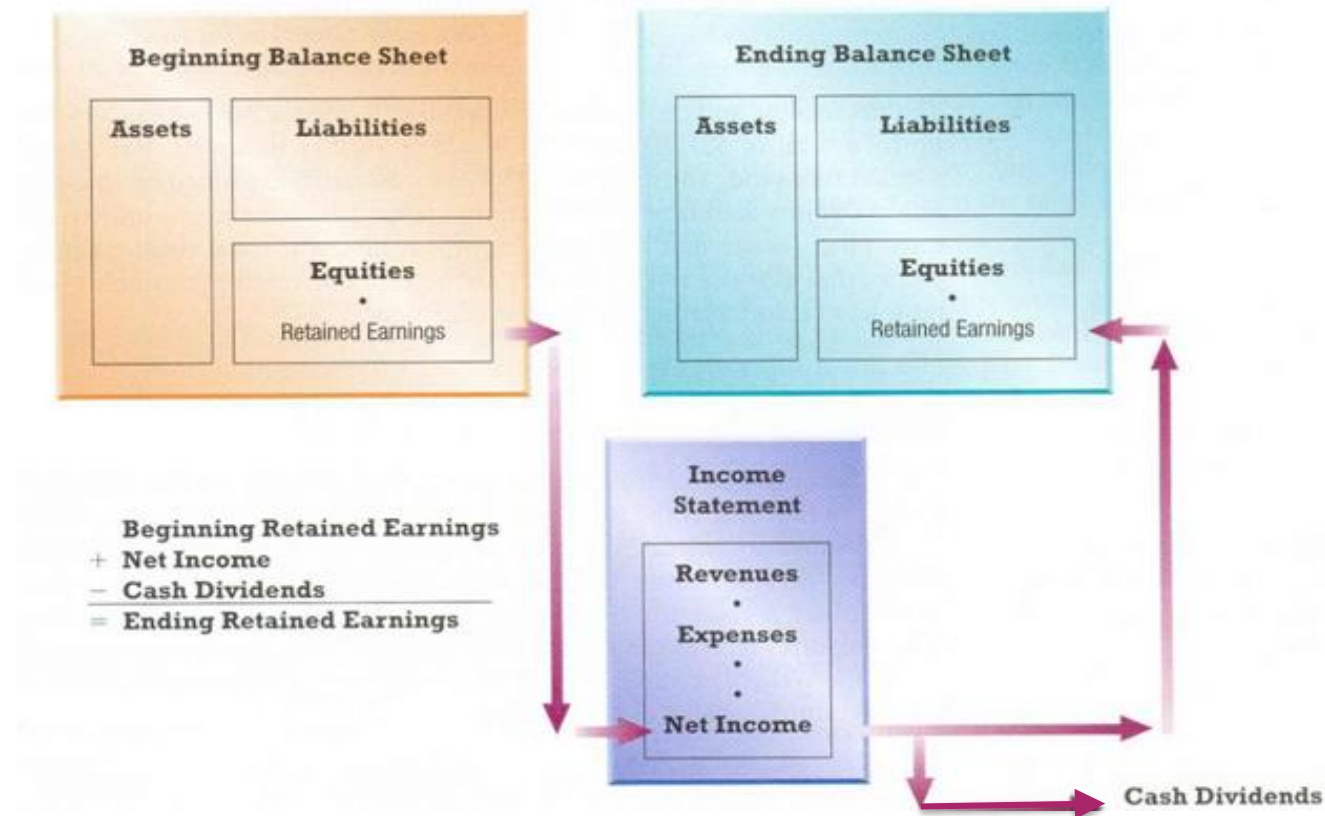 Beginning Balance Sheet
Assets
Liabilities
Equities
•
Retained Earnings
Ending Balance Sheet
Assets
Liabilities
Equities
•
Retained Earnings
Beginning Retained Earnings
+ Net Income
− Cash Dividends
= Ending Retained Earnings
Income
Statement
Revenues
•
Expenses
•
•
Net Income
Cash Dividends